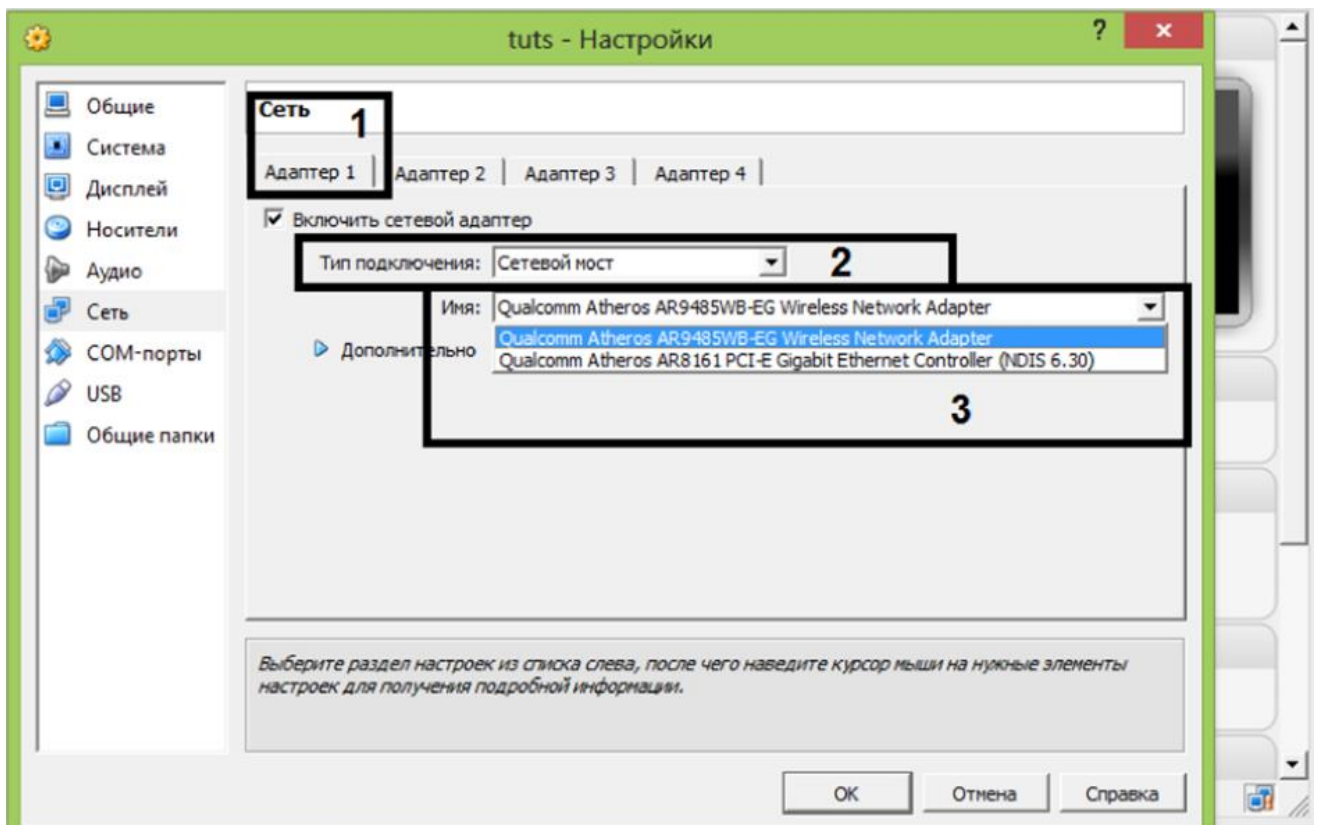 tuts - Настройки
?
×
Общие
Система
Дисплей
Носители
Аудио
Сеть
COM-порты
USB
Общие папки
Сеть
1
Адаптер 1
Адаптер 2
Адаптер 3
Адаптер 4
Включить сетевой адаптер
Тип подключения: Сетевой мост
2
Имя: Qualcomm Atheros AR9485WB-EG Wireless Network Adapter
Qualcomm Atheros AR9485WB-EG Wireless Network Adapter
Дополнительно
Qualcomm Atheros AR8161 PCI-E Gigabit Ethernet Controller (NDIS 6.30)
3
Выберите раздел настроек из списка слева, после чего наведите курсор мыши на нужные элементы
настроек для получения подробной информации.
OK
Отмена
Справка